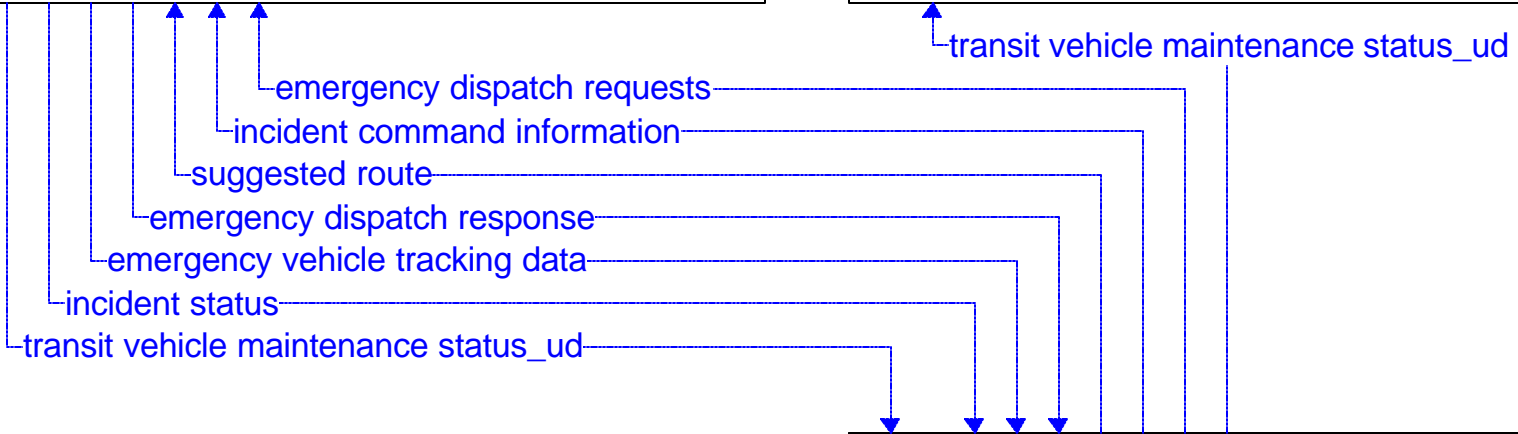 transit vehicle maintenance status_ud
emergency dispatch requests
incident command information
suggested route
emergency dispatch response
emergency vehicle tracking data
incident status
transit vehicle maintenance status_ud